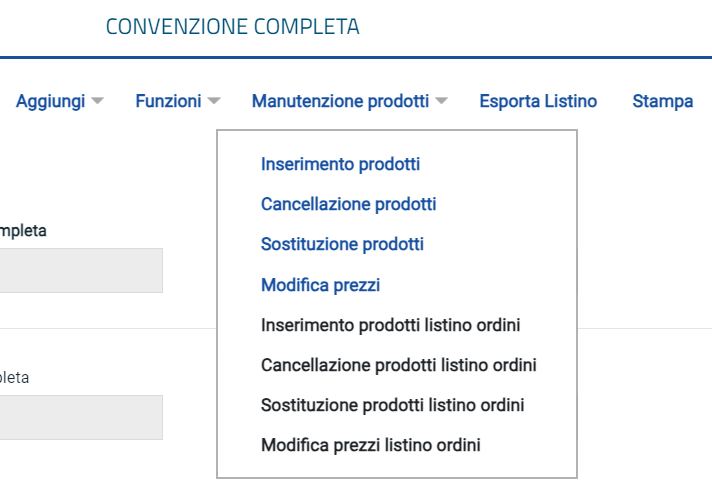 CONVENZIONE COMPLETA
Aggiungi Funzioni Manutenzione prodotti Esporta Listino Stampa
Inserimento prodotti
Cancellazione prodotti
mpleta
Sostituzione prodotti
Modifica prezzi
Inserimento prodotti listino ordini
Cancellazione prodotti listino ordini
pleta
Sostituzione prodotti listino ordini
Modifica prezzi listino ordini